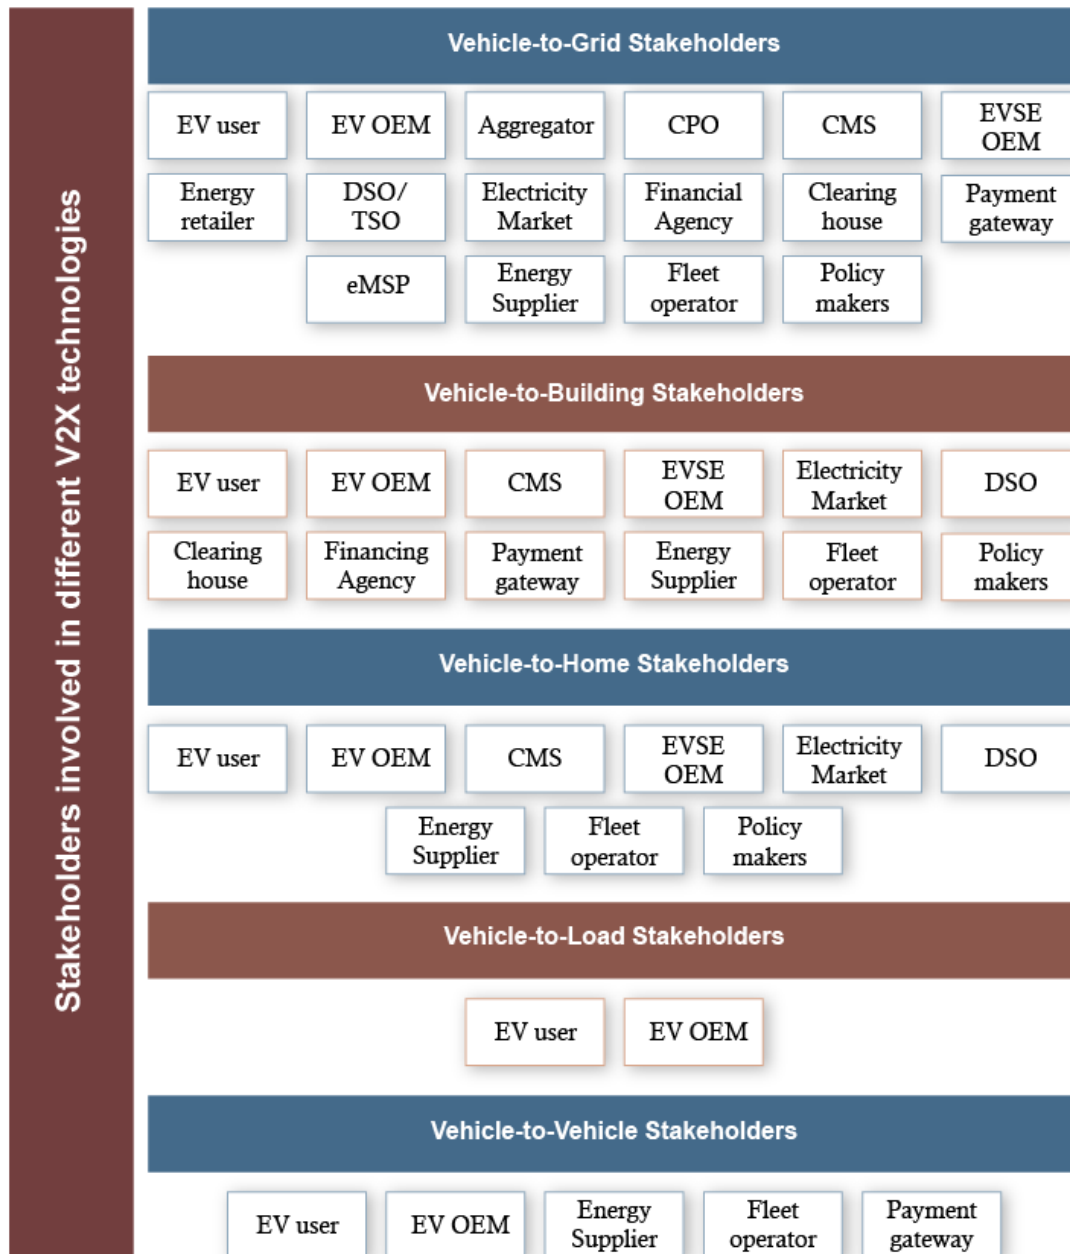 Stakeholders involved in different V2X technologies
Vehicle-to-Grid Stakeholders
EV user
EV OEM
Aggregator
CPO
CMS
EVSE
OEM
Energy
retailer
DSO/
TSO
Electricity
Market
Financial
Agency
Clearing
house
Payment
gateway
eMSP
Energy
Supplier
Fleet
operator
Policy
makers
Vehicle-to-Building Stakeholders
EV user
EV OEM
CMS
EVSE
OEM
Electricity
Market
DSO
Clearing
house
Financing
Agency
Payment
gateway
Energy
Supplier
Fleet
operator
Policy
makers
Vehicle-to-Home Stakeholders
EV user
EV OEM
CMS
EVSE
OEM
Electricity
Market
DSO
Energy
Supplier
Fleet
operator
Policy
makers
Vehicle-to-Load Stakeholders
EV user
EV OEM
Vehicle-to-Vehicle Stakeholders
EV user
EV OEM
Energy
Supplier
Fleet
operator
Payment
gateway